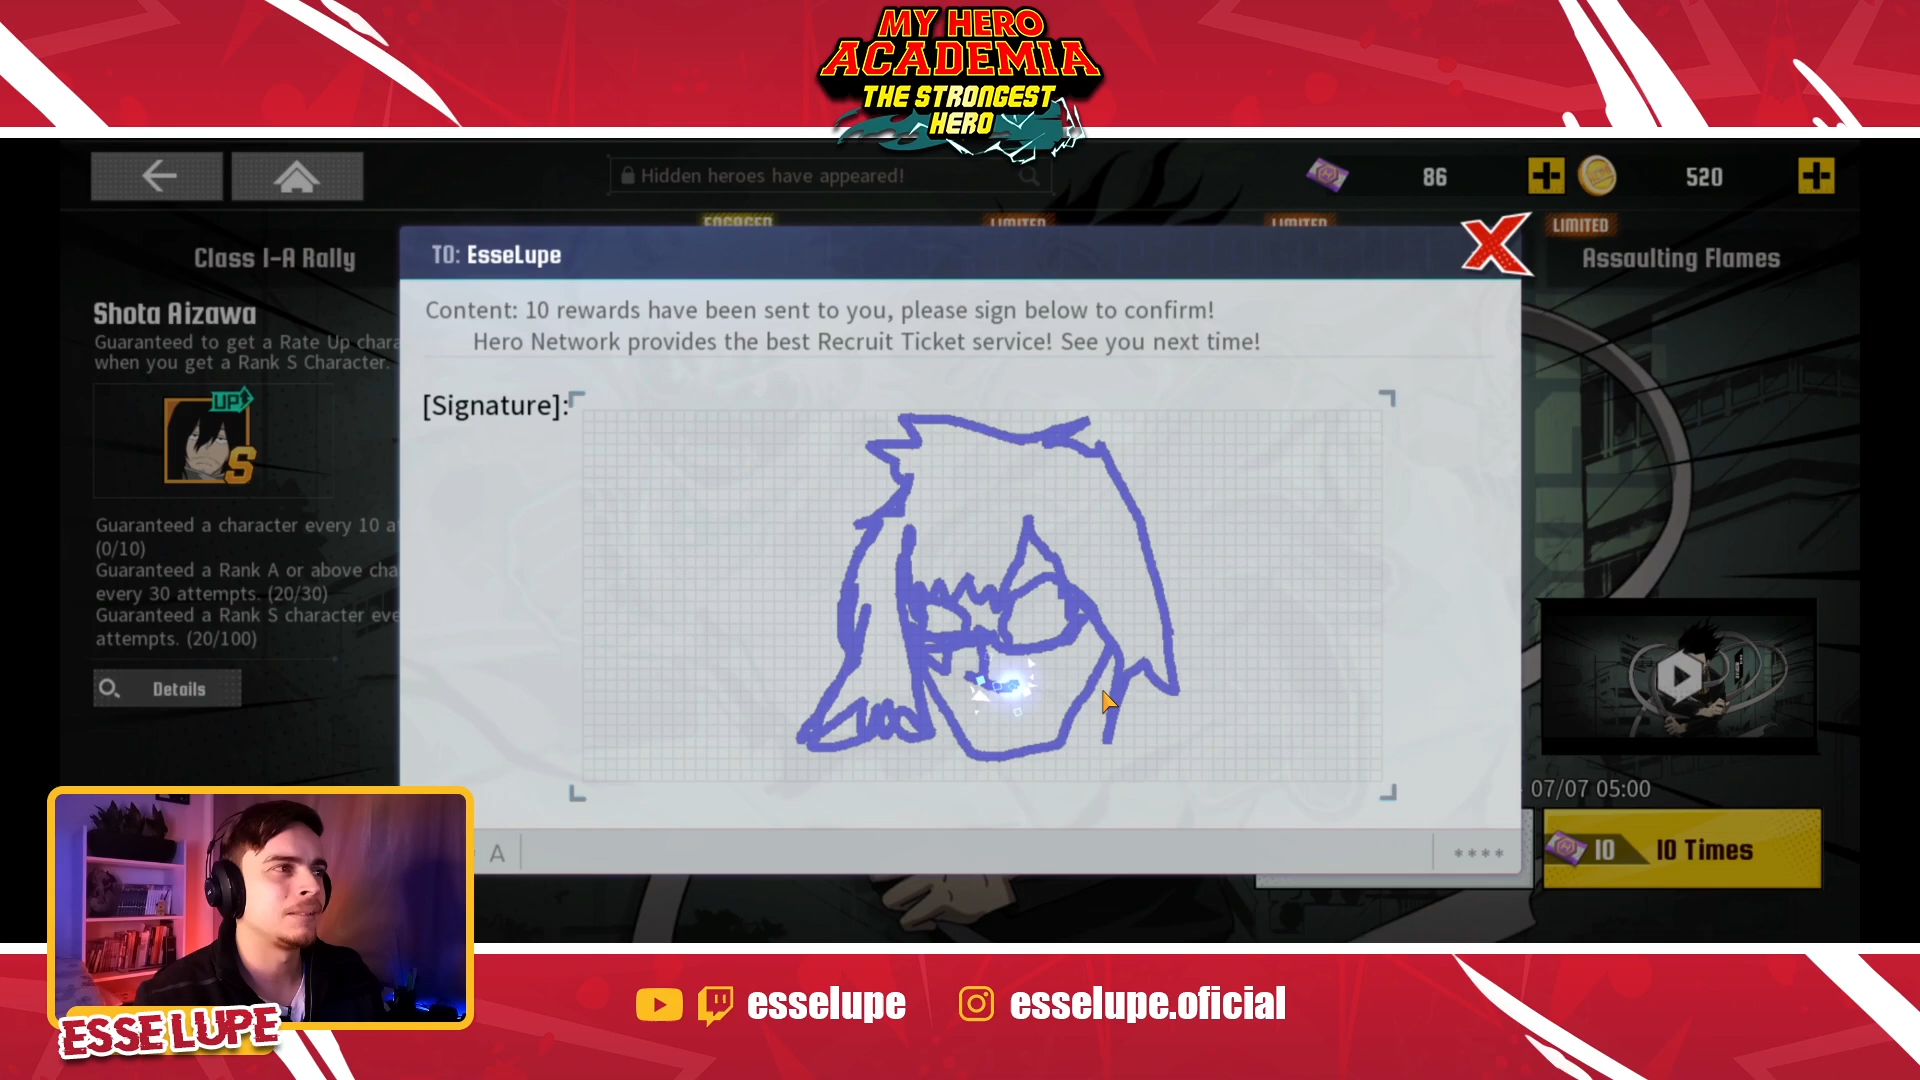 MY HERO
ACADEMIA
THE STRONGEST
HERO
Hidden heroes have appeared!
86
520
ENGAGED
LIMITED
LIMITED
LIMITED
Class 1-A Rally
Assaulting Flames
TO: EsseLupe
X
Content: 10 rewards have been sent to you, please sign below to confirm!
Hero Network provides the best Recruit Ticket service! See you next time!
[Signature]:
Shota Aizawa
Guaranteed to get a Rate Up chara
when you get a Rank S Character.
UP
S
Guaranteed a character every 10 a
(0/10)
Guaranteed a Rank A or above cha
every 30 attempts. (20/30)
Guaranteed a Rank S character eve
attempts. (20/100)
Details
07/07 05:00
A
****
10
10 Times
ESSE LUPE
esselupe
esselupe.oficial